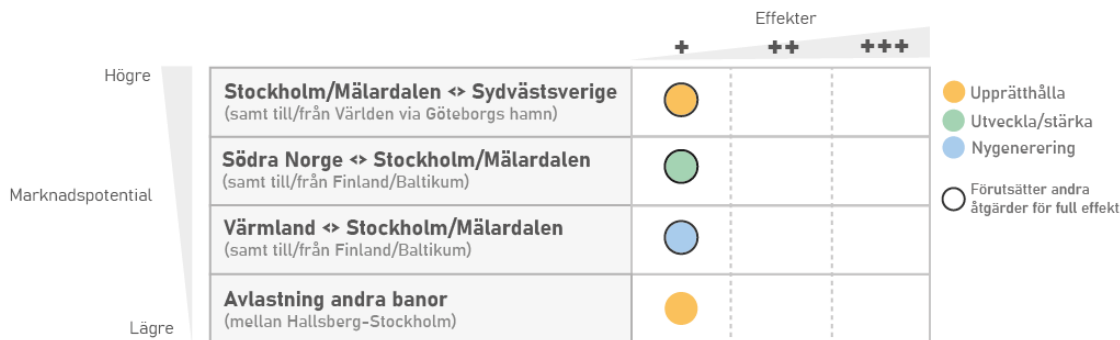 Effekter
+
++
+++
Högre
Marknadspotential
Lägre
Stockholm/Mälardalen <> Sydvästsverige
(samt till/från Världen via Göteborgs hamn)
Södra Norge <> Stockholm/Mälardalen
(samt till/från Finland/Baltikum)
Värmland <> Stockholm/Mälardalen
(samt till/från Finland/Baltikum)
Avlastning andra banor
(mellan Hallsberg-Stockholm)
Upprätthålla
Utveckla/stärka
Nygenerering
Förutsätter andra
åtgärder för full effekt